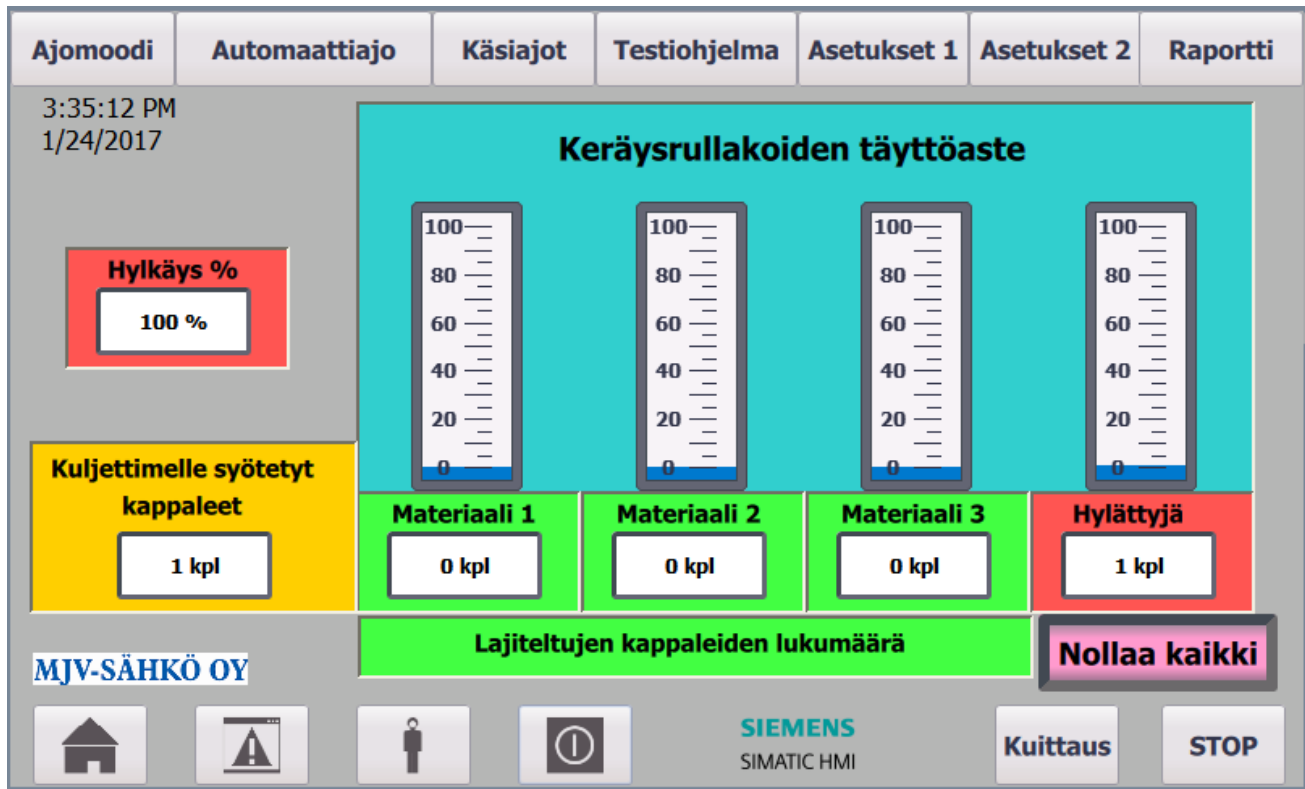 Ajomoodi Automaattiajo Käsiajot Testiohjelma Asetukset 1 Asetukset 2 Raportti
3:35:12 PM
1/24/2017
Keräysrullakoiden täyttöaste
100 100 100 100
80 80 80 80
60 60 60 60
40 40 40 40
20 20 20 20
0 0 0 0
Hylkäys %
100 %
Kuljettimelle syötetyt
kappaleet
1 kpl
Materiaali 1 Materiaali 2 Materiaali 3 Hylättyjä
0 kpl 0 kpl 0 kpl 1 kpl
Lajiteltujen kappaleiden lukumäärä
Nollaa kaikki
MJV-SÄHKÖ OY
SIEMENS
SIMATIC HMI
Kuittaus STOP